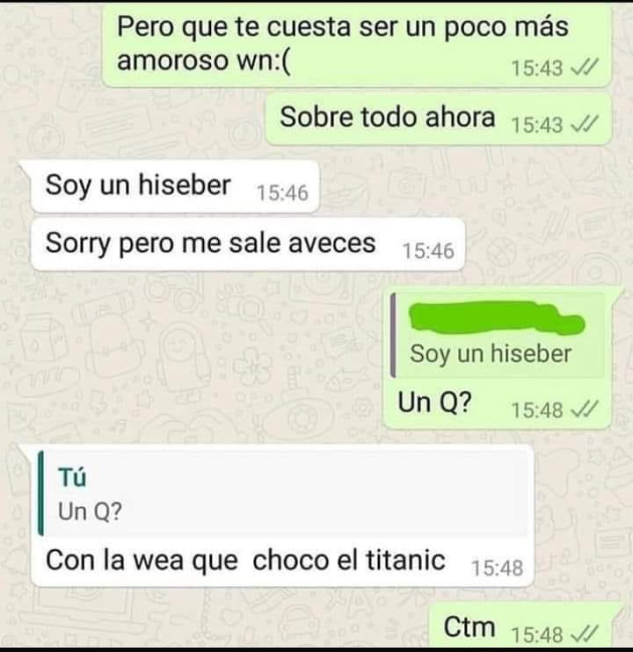 Pero que te cuesta ser un poco más
amoroso wn:( 15:43
Sobre todo ahora 15:43
Soy un hiseber 15:46
Sorry pero me sale aveces 15:46
Soy un hiseber
Un Q? 15:48
Tú
Un Q?
Con la wea que choco el titanic 15:48
Ctm 15:48